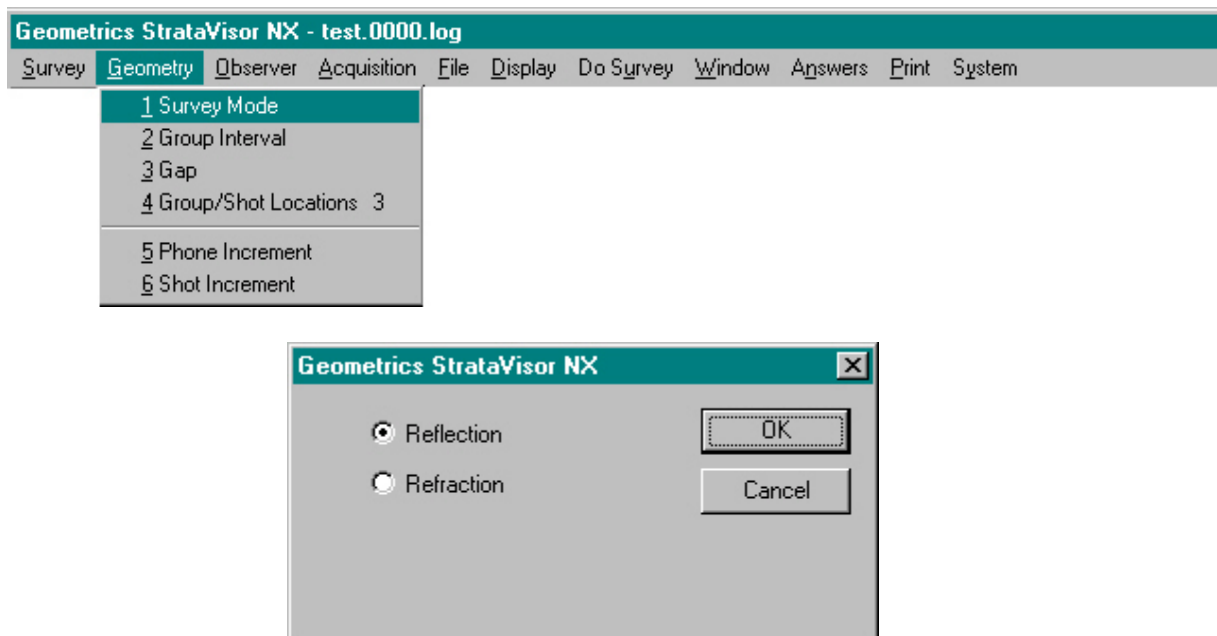 Geometrics StrataVisor NX - test.0000.log
Survey Geometry Observer Acquisition File Display Do Survey Window Answers Print System
1 Survey Mode
2 Group Interval
3 Gap
4 Group/Shot Locations 3
5 Phone Increment
6 Shot Increment
Geometrics StrataVisor NX
Reflection OK
Refraction Cancel